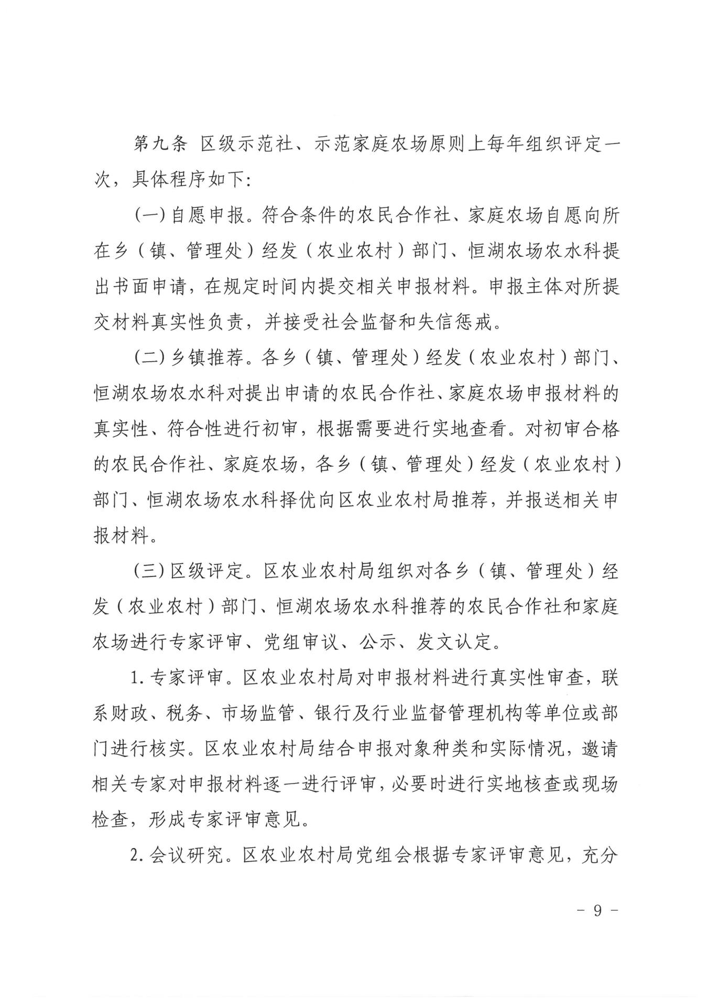 第九条 区级示范社、示范家庭农场原则上每年组织评定一
次，具体程序如下：
(一)自愿申报。符合条件的农民合作社、家庭农场自愿向所
在乡（镇、管理处）经发（农业农村）部门、恒湖农场农水科提
出书面申请，在规定时间内提交相关申报材料。申报主体对所提
交材料真实性负责，并接受社会监督和失信惩戒。
(二)乡镇推荐。各乡（镇、管理处）经发（农业农村）部门、
恒湖农场农水科对提出申请的农民合作社、家庭农场申报材料的
真实性、符合性进行初审，根据需要进行实地查看。对初审合格
的农民合作社、家庭农场，各乡（镇、管理处）经发（农业农村）
部门、恒湖农场农水科择优向区农业农村局推荐，并报送相关申
报材料。
(三)区级评定。区农业农村局组织对各乡（镇、管理处）经
发（农业农村）部门、恒湖农场农水科推荐的农民合作社和家庭
农场进行专家评审、党组审议、公示、发文认定。
1. 专家评审。区农业农村局对申报材料进行真实性审查，联
系财政、税务、市场监管、银行及行业监督管理机构等单位或部
门进行核实。区农业农村局结合申报对象种类和实际情况，邀请
相关专家对申报材料逐一进行评审，必要时进行实地核查或现场
检查，形成专家评审意见。
2. 会议研究。区农业农村局党组会根据专家评审意见，充分
- 9 -